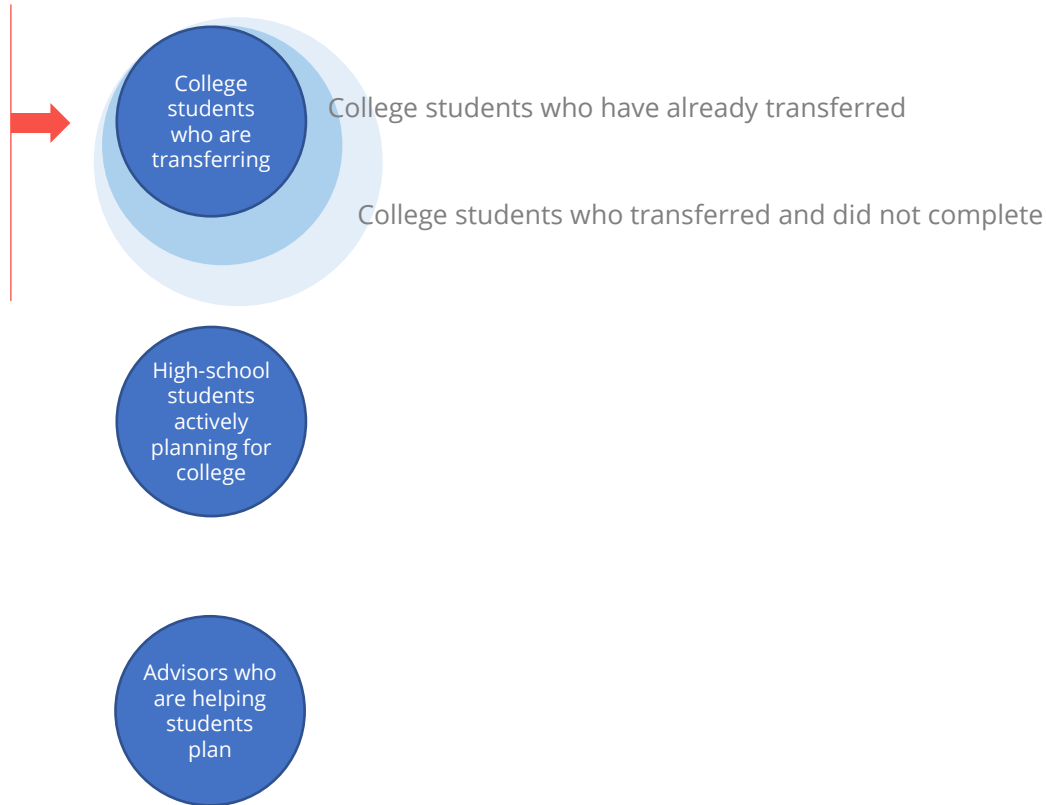 College
students
who are
transferring
College students who have already transferred
College students who transferred and did not complete
High-school
students
actively
planning for
college
Advisors who
are helping
students
plan